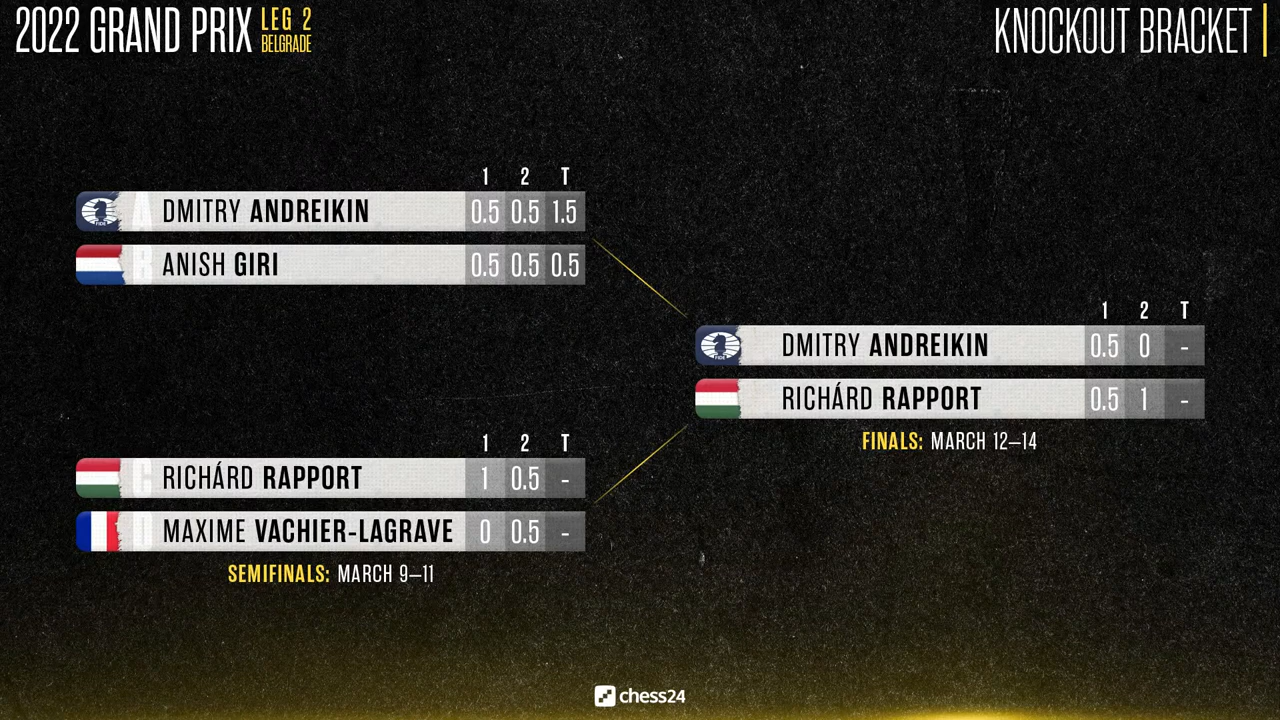 2022 GRAND PRIX LEG 2 BELGRADE
KNOCKOUT BRACKET
1 2 T
DMITRY ANDREIKIN 0.5 0.5 1.5
ANISH GIRI 0.5 0.5 0.5
1 2 T
DMITRY ANDREIKIN 0.5 0 -
RICHÁRD RAPPORT 0.5 1 -
FINALS: MARCH 12–14
1 2 T
RICHÁRD RAPPORT 1 0.5 -
MAXIME VACHIER-LAGRAVE 0 0.5 -
SEMIFINALS: MARCH 9–11
chess24